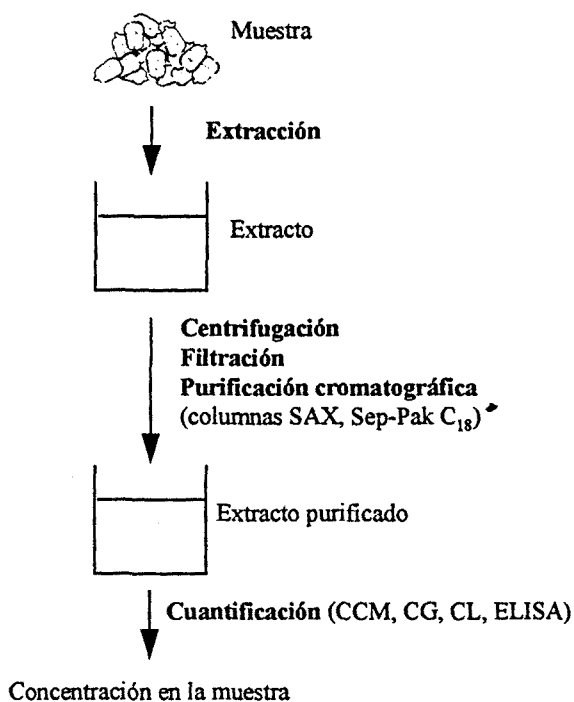 Muestra
Extracción
Extracto
Centrifugación
Filtración
Purificación cromatográfica
(columnas SAX, Sep-Pak C₁₈)
Extracto purificado
Cuantificación (CCM, CG, CL, ELISA)
Concentración en la muestra